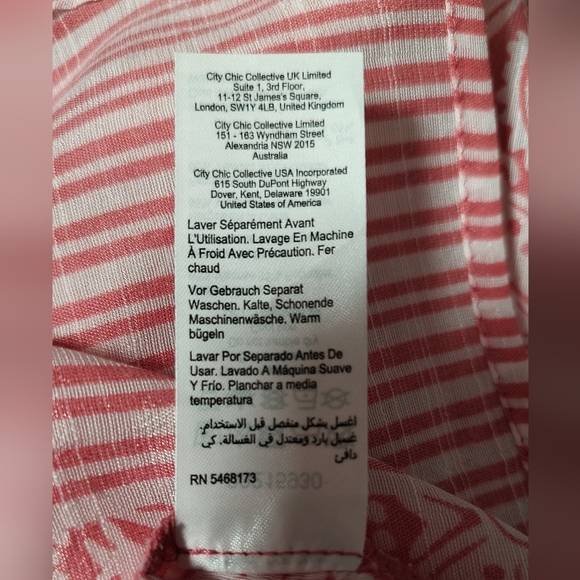 City Chic Collective UK Limited
Suite 1, 3rd Floor,
11-12 St James's Square,
London, SW1Y 4LB, United Kingdom
City Chic Collective Limited
151 - 163 Wyndham Street
Alexandria NSW 2015
Australia
City Chic Collective USA Incorporated
615 South DuPont Highway
Dover, Kent, Delaware 19901
United States of America
Laver Séparément Avant
L'Utilisation. Lavage En Machine
À Froid Avec Précaution. Fer
chaud
Vor Gebrauch Separat
Waschen. Kalte, Schonende
Maschinenwäsche. Warm
bügeln
Lavar Por Separado Antes De
Usar. Lavado A Máquina Suave
Y Frío. Planchar a media
temperatura
اغسل بشكل منفصل قبل الاستخدام.
غسيل بارد ومعتدل في الغسالة. كي
دافئ
RN 5468173